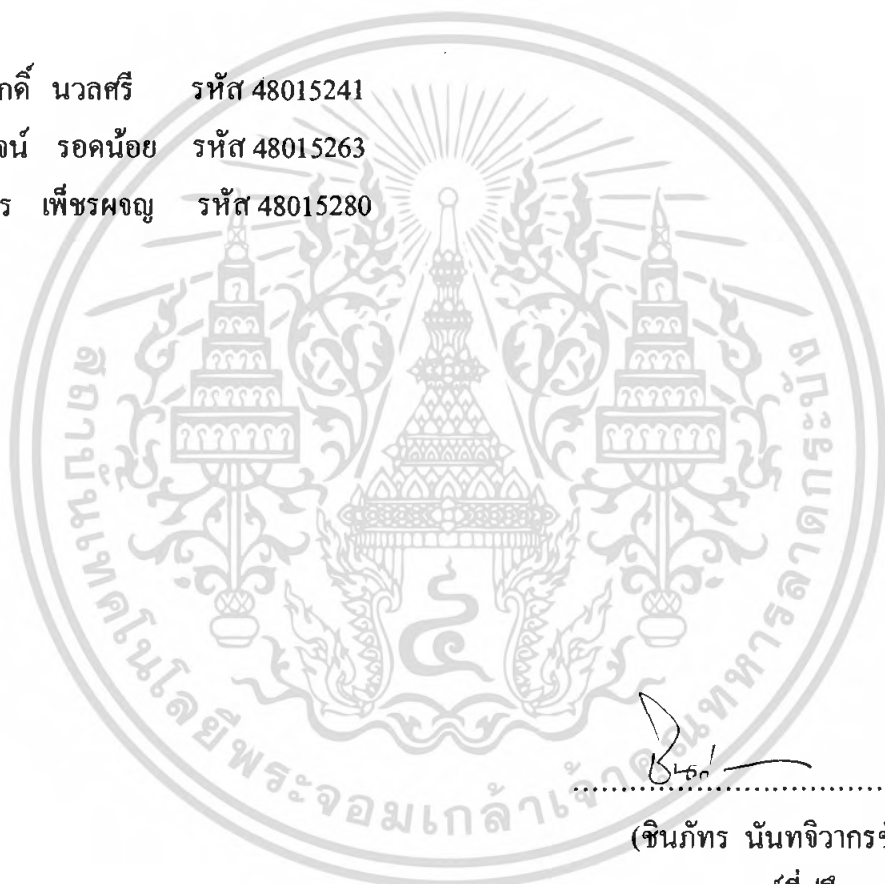 กดิ์ นวลศรี รหัส 48015241
จน์ รอดน้อย รหัส 48015263
ร เพ็ชรผจญ รหัส 48015280
สถาบันเทคโนโลยีพระจอมเกล้าเจ้าคุณทหารลาดกระบัง
๔
(ชินภัทร นันทจิวากร